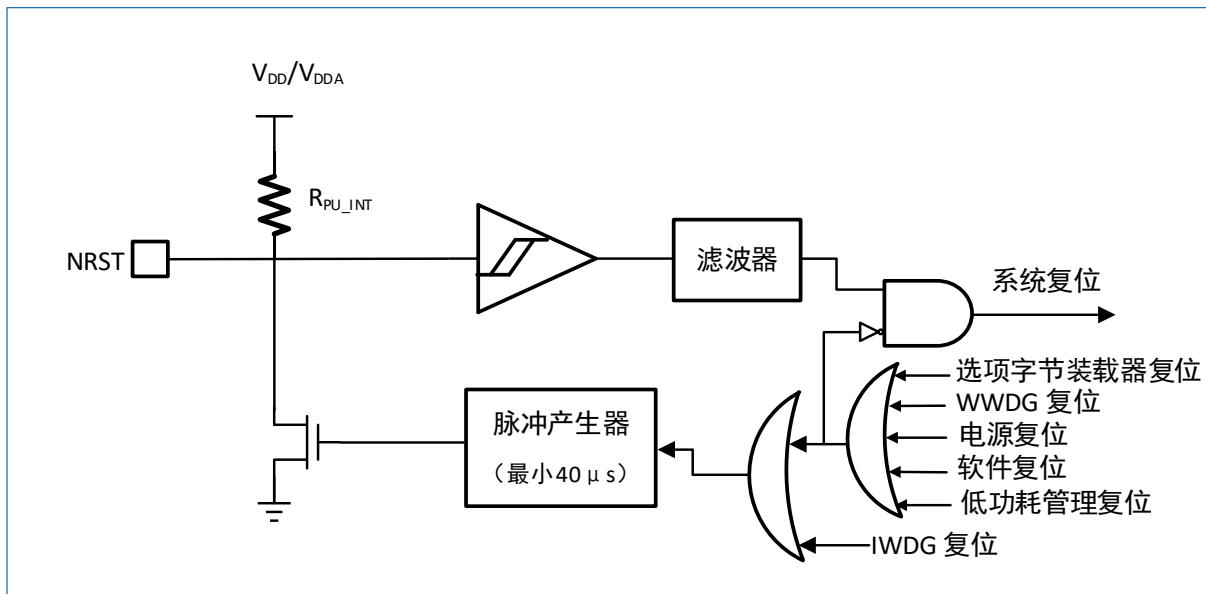 VDD/VDDA
RPU_INT
NRST
滤波器
系统复位
选项字节装载器复位
WWDG 复位
电源复位
软件复位
低功耗管理复位
脉冲产生器
（最小40μs）
IWDG 复位